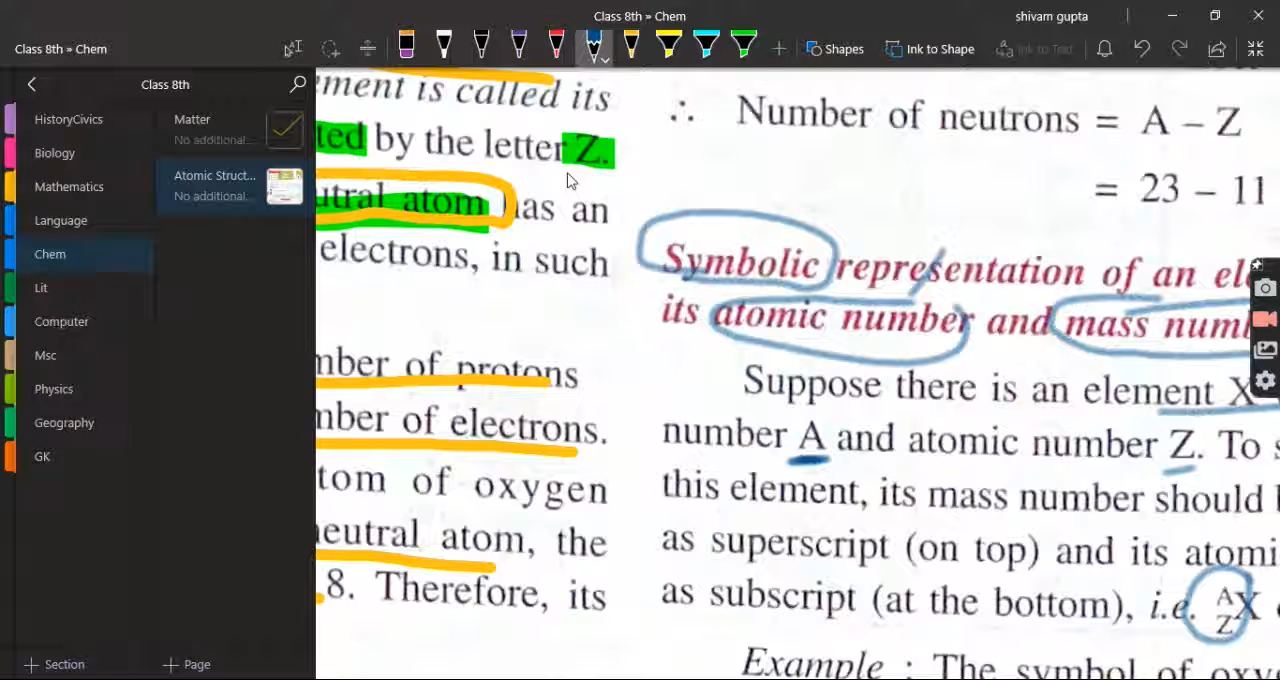 Class 8th » Chem
shivam gupta
Class 8th » Chem
Shapes
Ink to Shape
Ink to Text
Class 8th
HistoryCivics
Biology
Mathematics
Language
Chem
Lit
Computer
Msc
Physics
Geography
GK
Matter
No additional...
Atomic Struct...
No additional...
Section
Page
ment is called its
ted by the letter Z.
utral atom has an
electrons, in such
mber of protons
mber of electrons.
tom of oxygen
neutral atom, the
8. Therefore, its
∴ Number of neutrons = A – Z
= 23 – 11
Symbolic representation of an ele
its atomic number and mass numb
Suppose there is an element X
number A and atomic number Z. To s
this element, its mass number should b
as superscript (on top) and its atomi
as subscript (at the bottom), i.e. A Z X
Example : The symbol of oxy